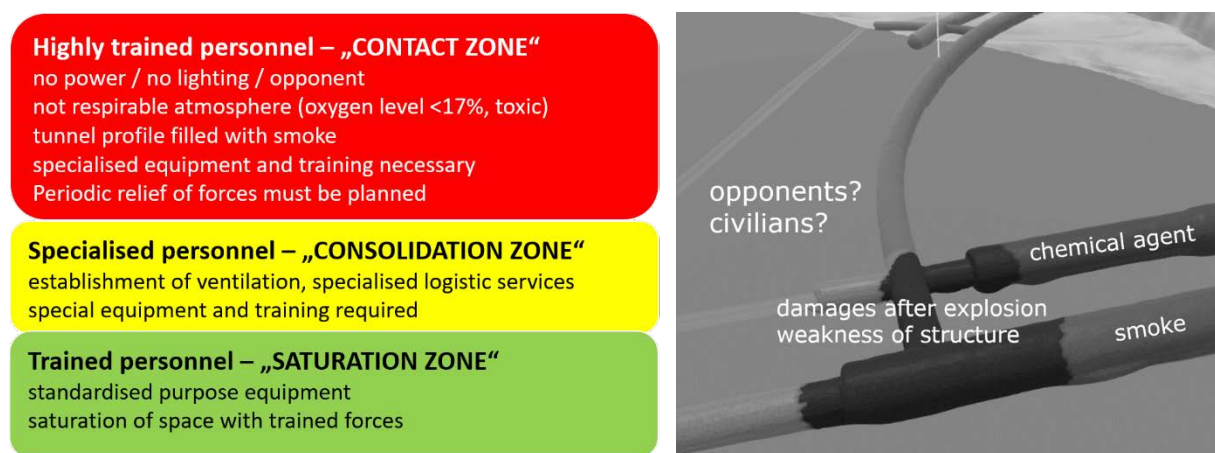 Highly trained personnel – „CONTACT ZONE“
no power / no lighting / opponent
not respirable atmosphere (oxygen level <17%, toxic)
tunnel profile filled with smoke
specialised equipment and training necessary
Periodic relief of forces must be planned
Specialised personnel – „CONSOLIDATION ZONE“
establishment of ventilation, specialised logistic services
special equipment and training required
Trained personnel – „SATURATION ZONE“
standardised purpose equipment
saturation of space with trained forces
opponents?
civilians?
chemical agent
damages after explosion
weakness of structure
smoke